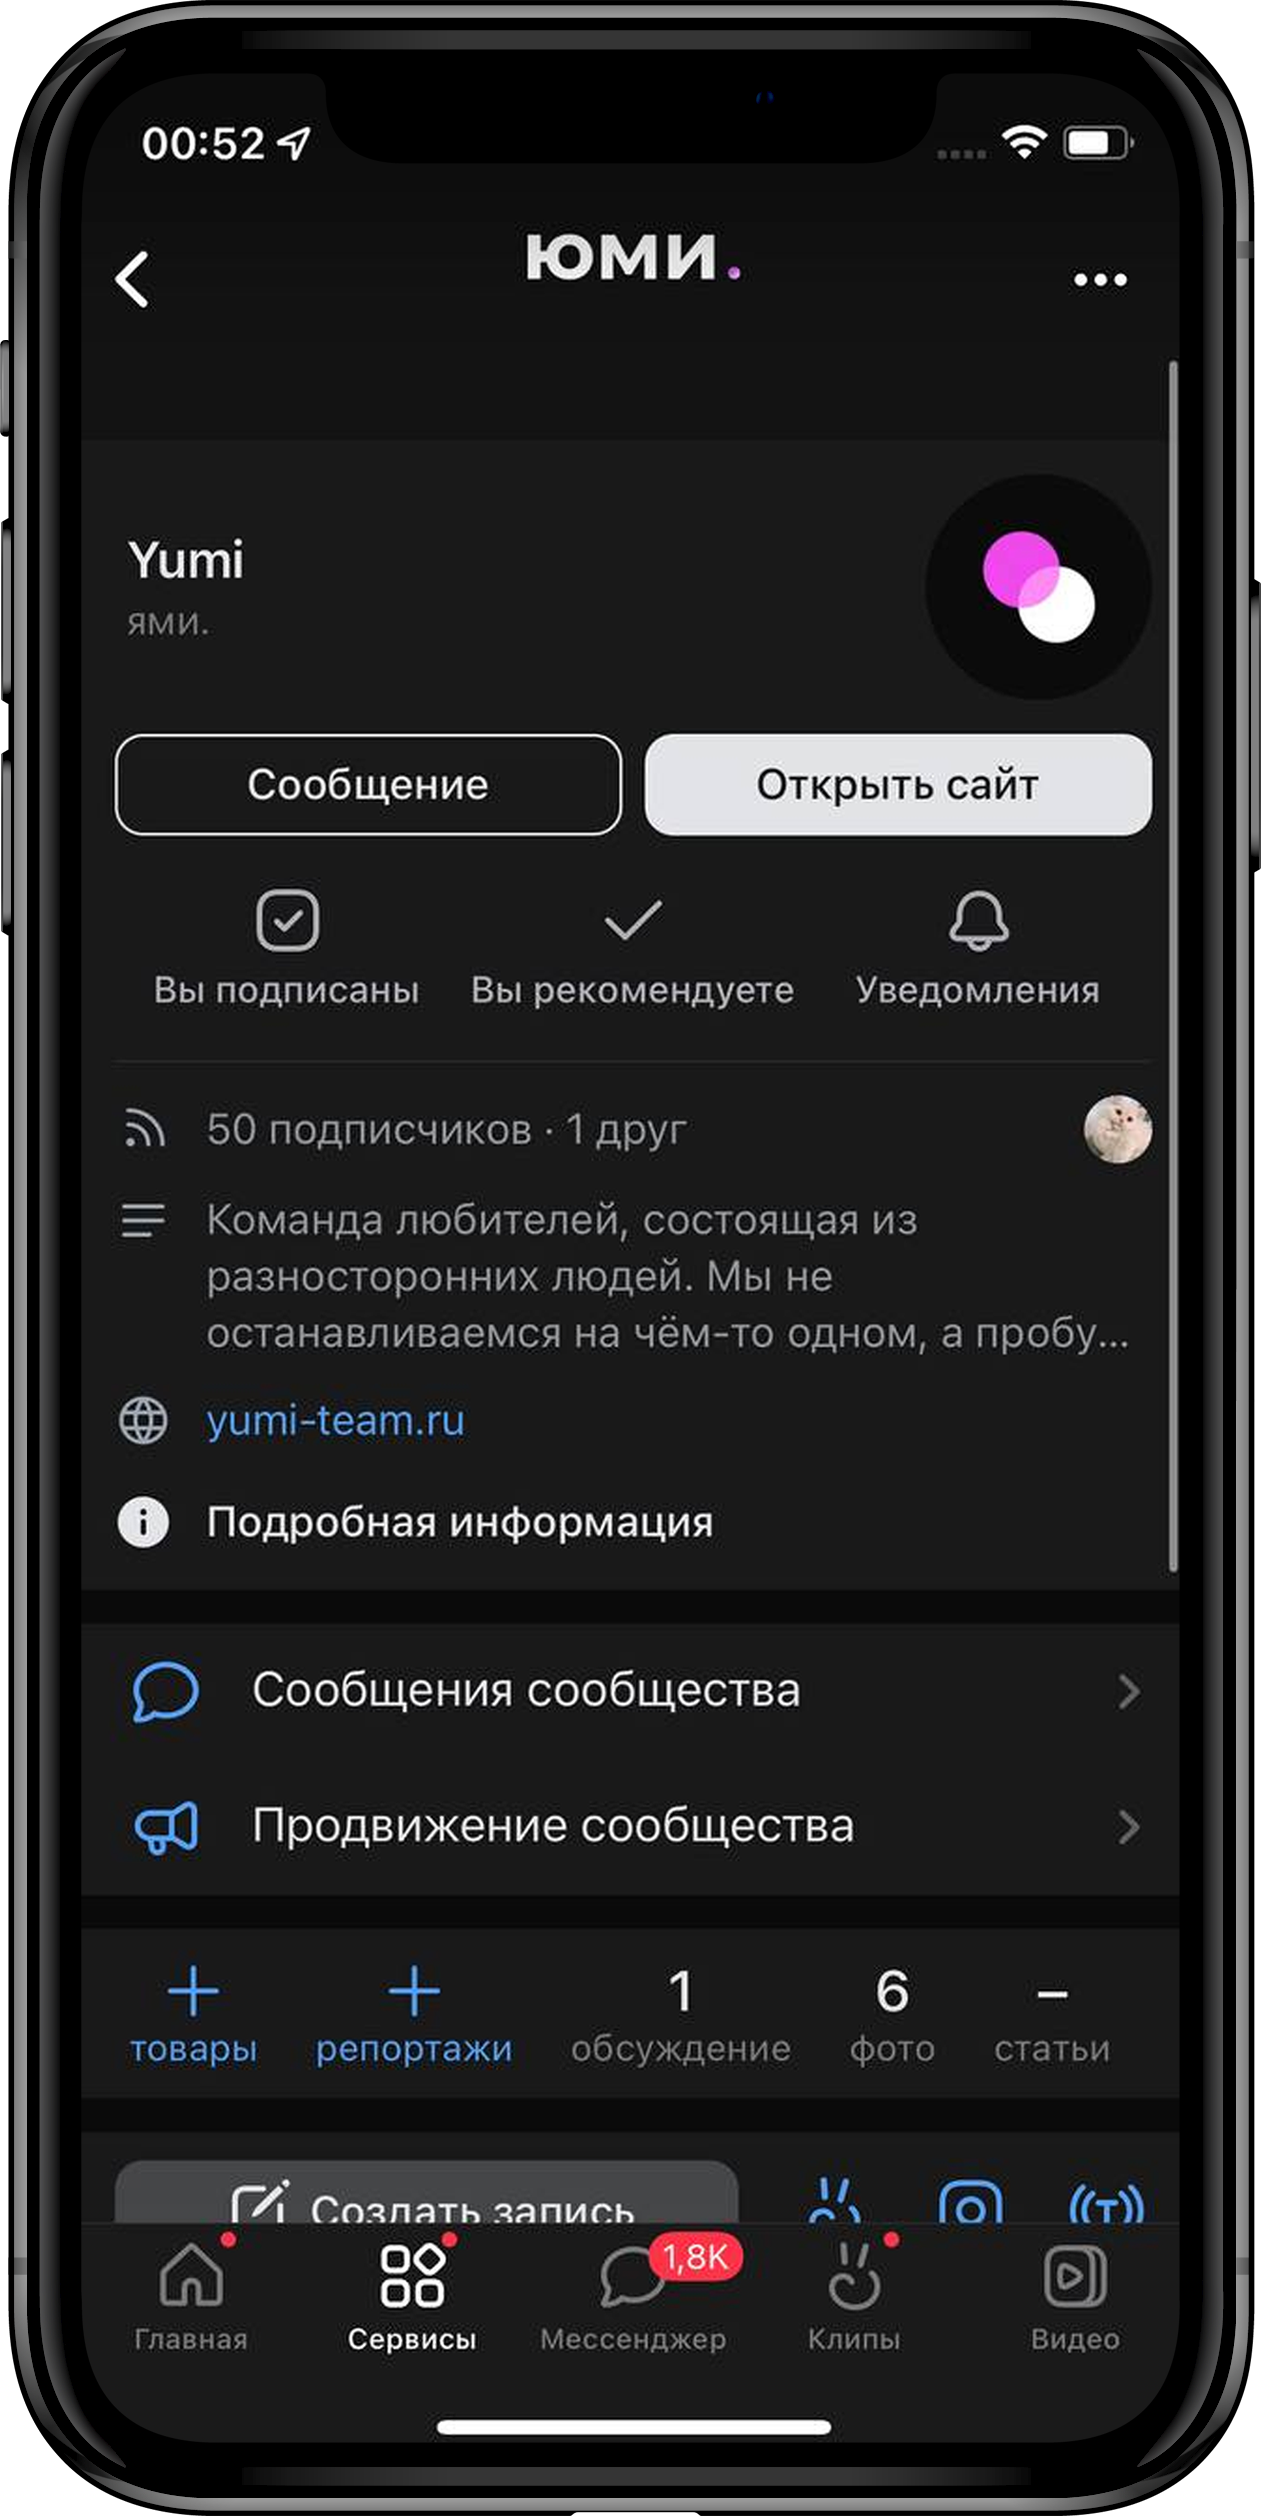 00:52
юми.
Yumi
ями.
Сообщение
Открыть сайт
Вы подписаны
Вы рекомендуете
Уведомления
50 подписчиков · 1 друг
Команда любителей, состоящая из
разносторонних людей. Мы не
останавливаемся на чём-то одном, а пробу...
yumi-team.ru
Подробная информация
Сообщения сообщества
Продвижение сообщества
товары
репортажи
1
обсуждение
6
фото
–
статьи
Создать запись
1,8K
Главная
Сервисы
Мессенджер
Клипы
Видео